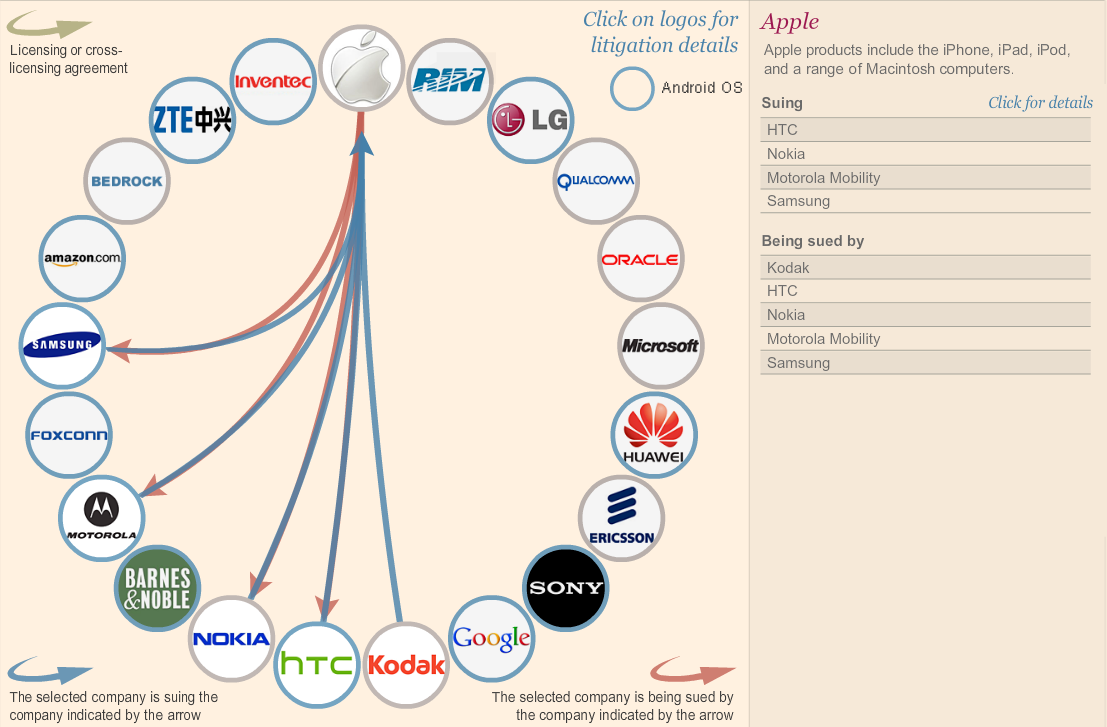 Licensing or cross-
licensing agreement
Click on logos for
litigation details
Android OS
Inventec
RIM
ZTE中兴
LG
BEDROCK
QUALCOMM
amazon.com
ORACLE
SAMSUNG
Microsoft
FOXCONN
HUAWEI
MOTOROLA
ERICSSON
BARNES
&NOBLE
SONY
NOKIA
hTC
Kodak
Google
The selected company is suing the
company indicated by the arrow
The selected company is being sued by
the company indicated by the arrow
Apple
Apple products include the iPhone, iPad, iPod,
and a range of Macintosh computers.
Suing
Click for details
HTC
Nokia
Motorola Mobility
Samsung
Being sued by
Kodak
HTC
Nokia
Motorola Mobility
Samsung